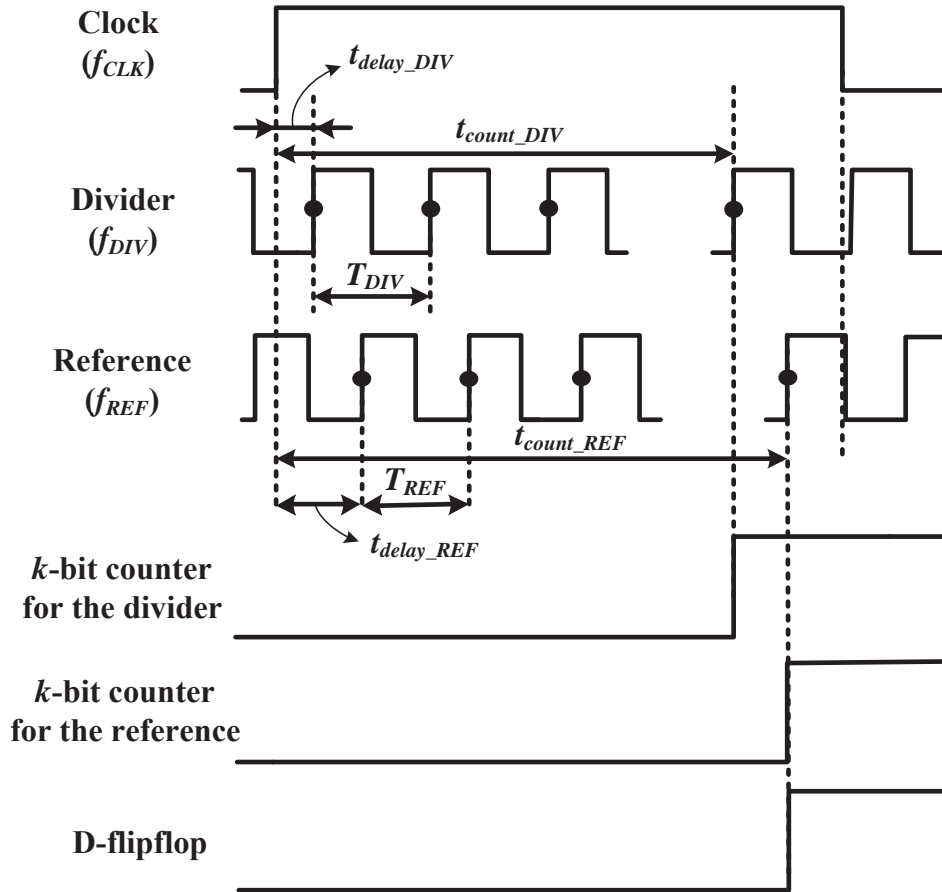 Clock
(fCLK)
tdelay_DIV
tcount_DIV
Divider
(fDIV)
TDIV
Reference
(fREF)
tcount_REF
TREF
tdelay_REF
k-bit counter
for the divider
k-bit counter
for the reference
D-flipflop